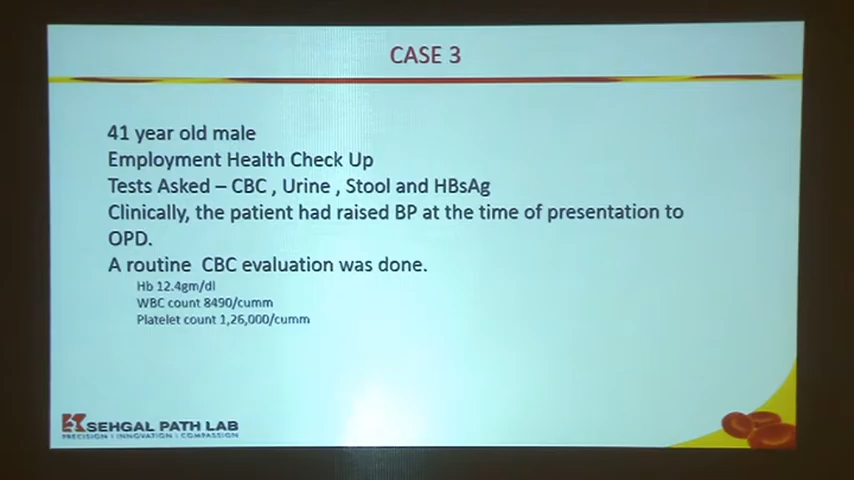 CASE 3
41 year old male
Employment Health Check Up
Tests Asked – CBC , Urine , Stool and HBsAg
Clinically, the patient had raised BP at the time of presentation to
OPD.
A routine CBC evaluation was done.
Hb 12.4gm/dl
WBC count 8490/cumm
Platelet count 1,26,000/cumm
SEHGAL PATH LAB
PRECISION | INNOVATION | COMPASSION